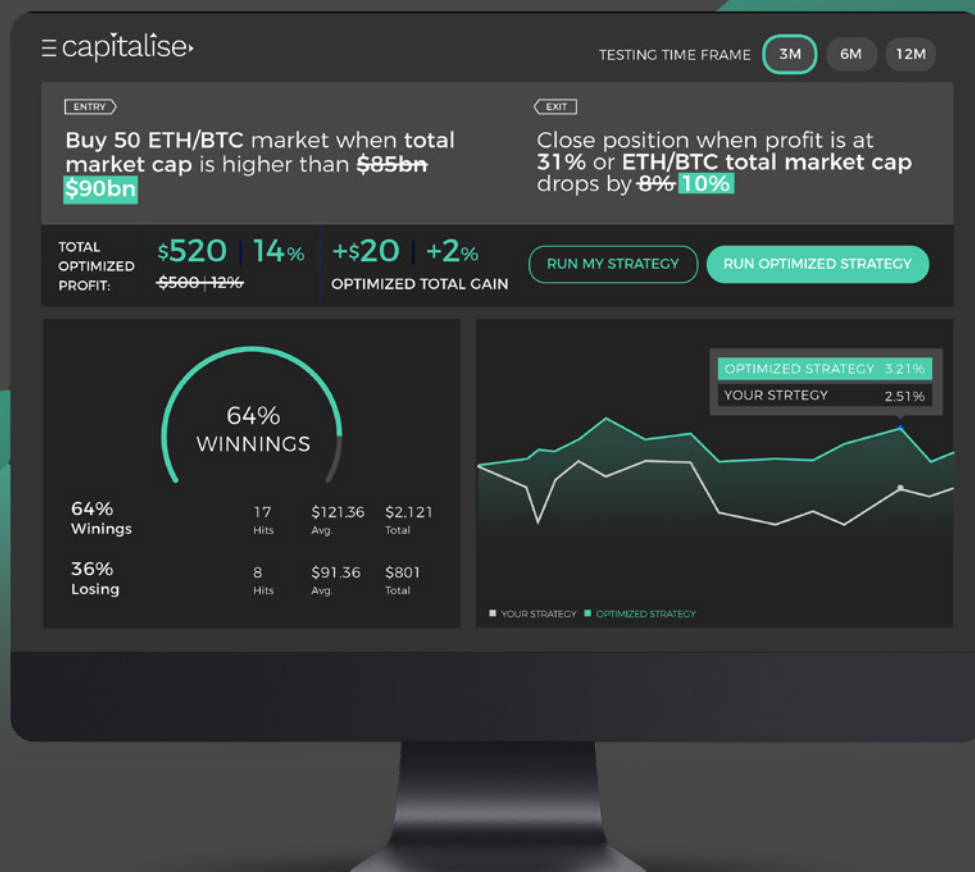 capitalise
TESTING TIME FRAME 3M 6M 12M
ENTRY
Buy 50 ETH/BTC market when total
market cap is higher than $85bn
$90bn
EXIT
Close position when profit is at
31% or ETH/BTC total market cap
drops by 8% 10%
TOTAL
OPTIMIZED
PROFIT:
$520 | 14%
$500 | 12%
+$20 | +2%
OPTIMIZED TOTAL GAIN
RUN MY STRATEGY
RUN OPTIMIZED STRATEGY
64%
WINNINGS
64%
Winings
17
Hits
$121.36
Avg.
$2,121
Total
36%
Losing
8
Hits
$91.36
Avg.
$801
Total
OPTIMIZED STRATEGY 3.21%
YOUR STRTEGY 2.51%
YOUR STRATEGY OPTIMIZED STRATEGY